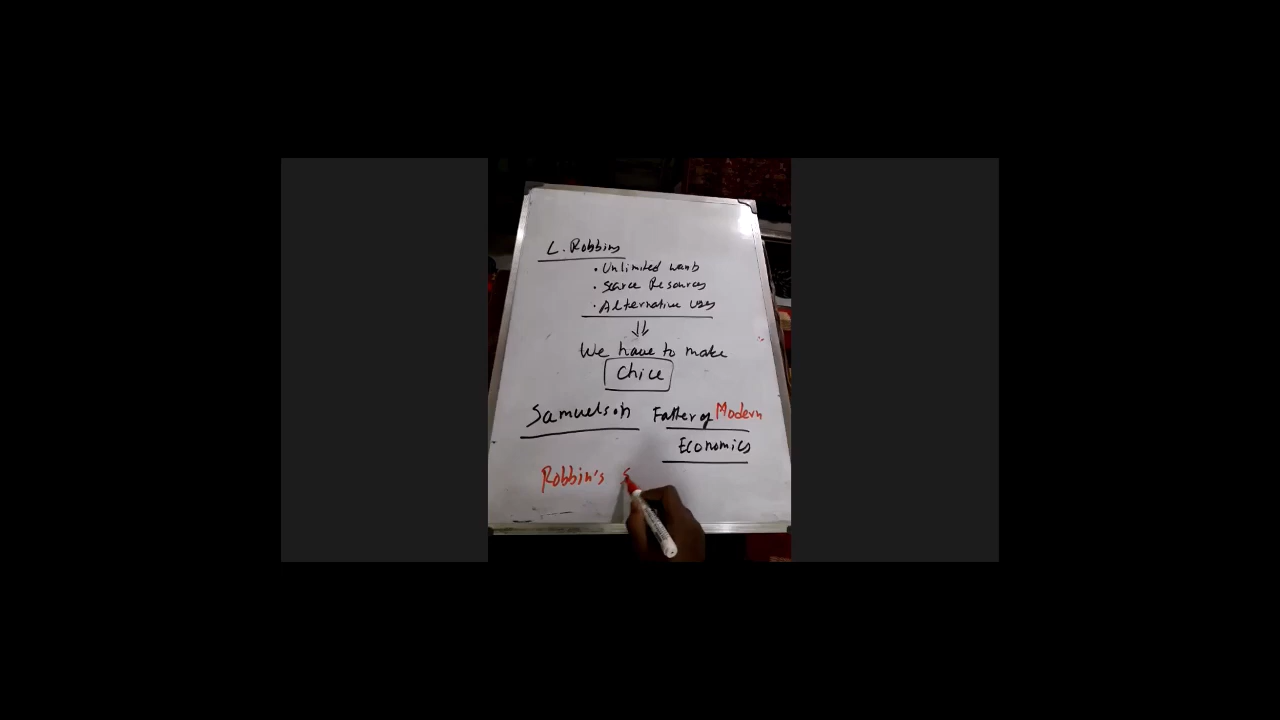 L. Robbins
• Unlimited wants
• Scarce Resources
• Alternative Uses
We have to make
Chice
Samuelson Father of Modern
Economics
Robbin's S